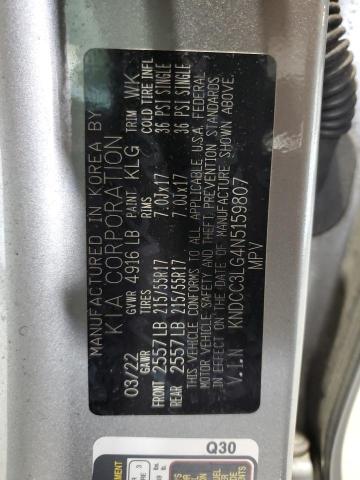 MANUFACTURED IN KOREA BY
KIA CORPORATION
03/22 GVWR 4916 LB PAINT KLG TRIM WK
GAWR TIRES RIMS COLD TIRE INFL
FRONT 2557 LB 215/55R17 7.0Jx17 36 PSI SINGLE
REAR 2557 LB 215/55R17 7.0Jx17 36 PSI SINGLE
THIS VEHICLE CONFORMS TO ALL APPLICABLE U.S.A. FEDERAL
MOTOR VEHICLE SAFETY AND THEFT PREVENTION STANDARDS
IN EFFECT ON THE DATE OF MANUFACTURE SHOWN ABOVE.
V.I.N KNDCC3LG4N5159807
MPV
Q30